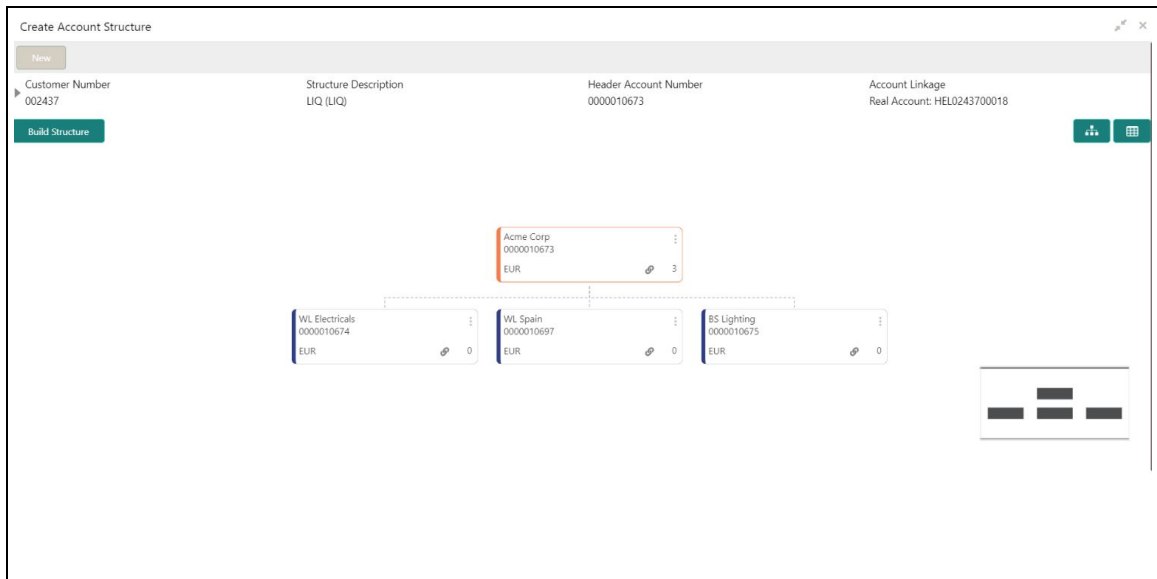 Create Account Structure
New
Customer Number
002437
Structure Description
LIQ (LIQ)
Header Account Number
0000010673
Account Linkage
Real Account: HEL0243700018
Build Structure
Acme Corp
0000010673
EUR 3
WL Electricals
0000010674
EUR 0
WL Spain
0000010697
EUR 0
BS Lighting
0000010675
EUR 0